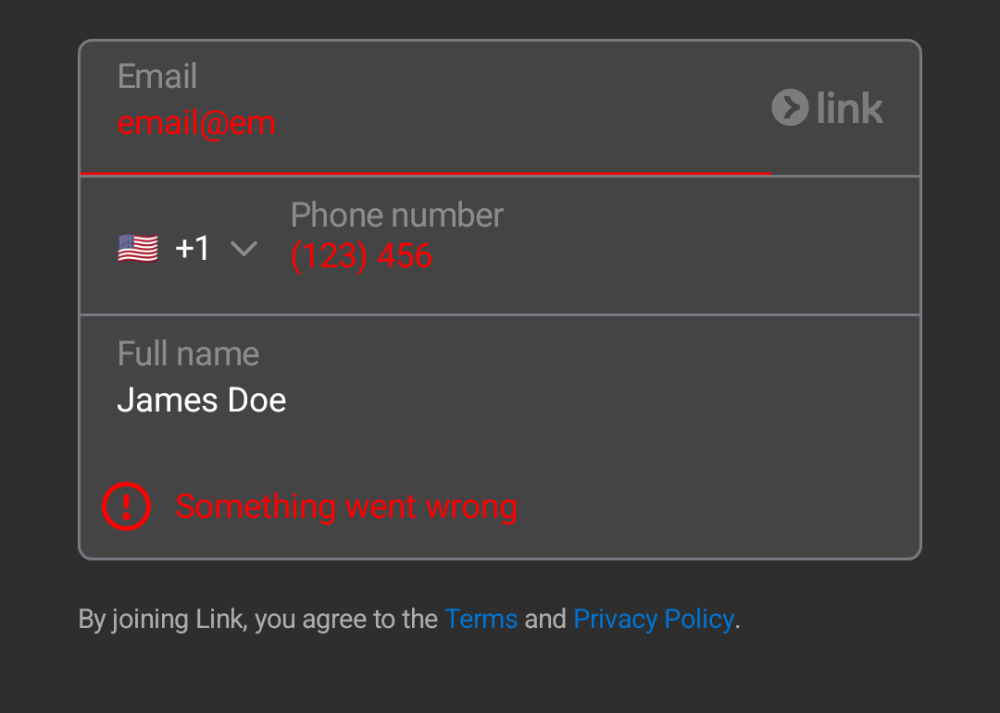 Email
email@em
link
Phone number
+1
(123) 456
Full name
James Doe
Something went wrong
By joining Link, you agree to the Terms and Privacy Policy.